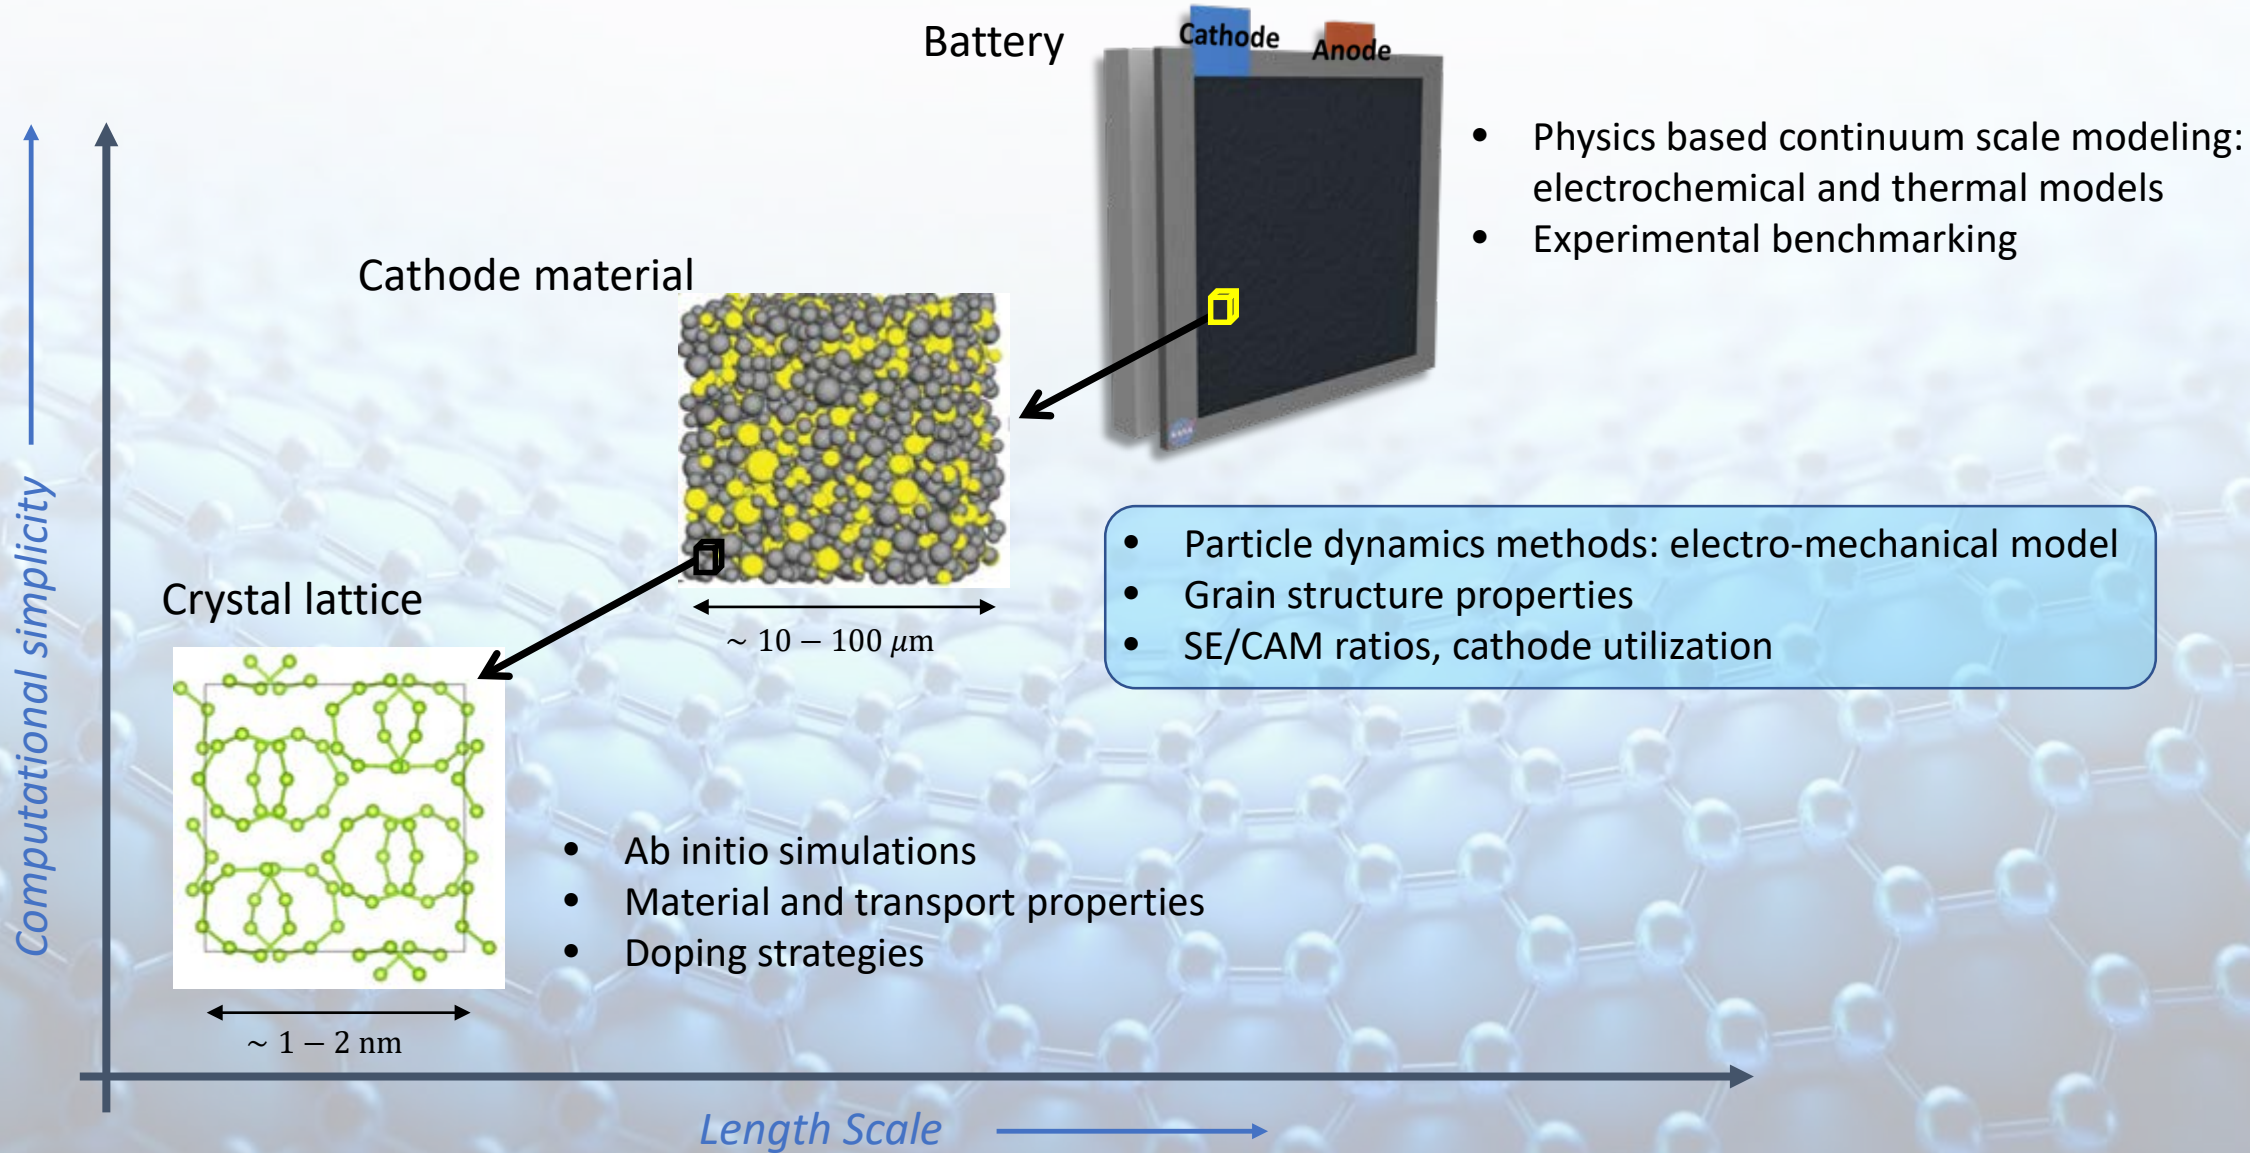 Battery
Cathode
Anode
• Physics based continuum scale modeling:
electrochemical and thermal models
• Experimental benchmarking
Cathode material
~ 10 − 100 𝜇m
• Particle dynamics methods: electro-mechanical model
• Grain structure properties
• SE/CAM ratios, cathode utilization
Crystal lattice
~ 1 − 2 nm
• Ab initio simulations
• Material and transport properties
• Doping strategies
Computational simplicity
Length Scale
NASA